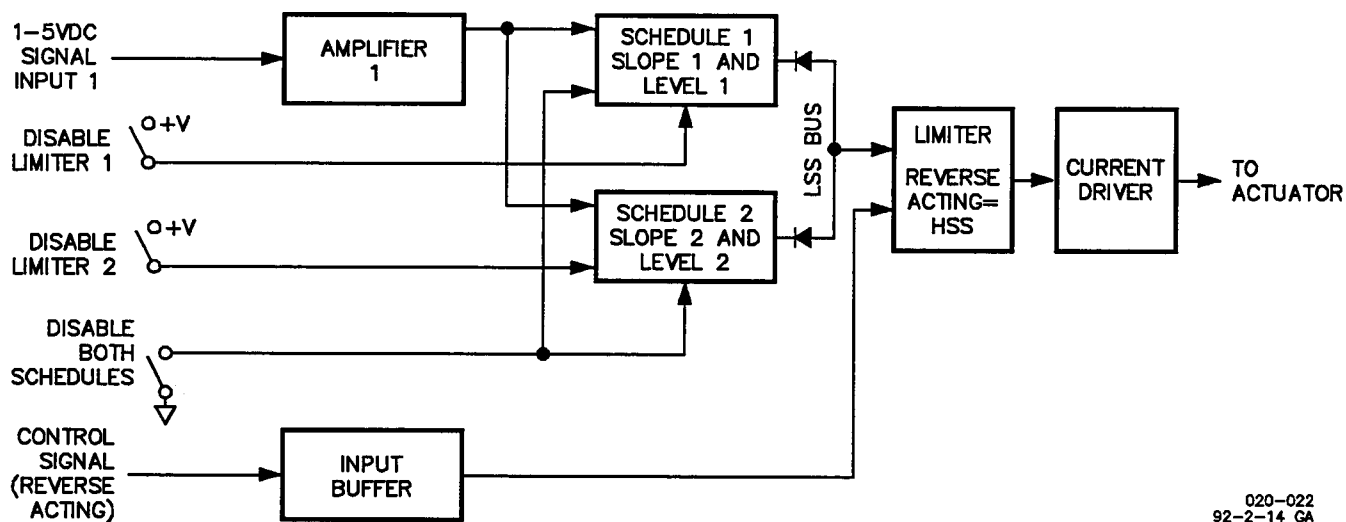 1-5VDC
SIGNAL
INPUT 1
AMPLIFIER
1
SCHEDULE 1
SLOPE 1 AND
LEVEL 1
DISABLE
LIMITER 1
+V
LSS BUS
LIMITER
REVERSE
ACTING=
HSS
CURRENT
DRIVER
TO
ACTUATOR
DISABLE
LIMITER 2
+V
SCHEDULE 2
SLOPE 2 AND
LEVEL 2
DISABLE
BOTH
SCHEDULES
CONTROL
SIGNAL
(REVERSE
ACTING)
INPUT
BUFFER
020-022
92-2-14 GA